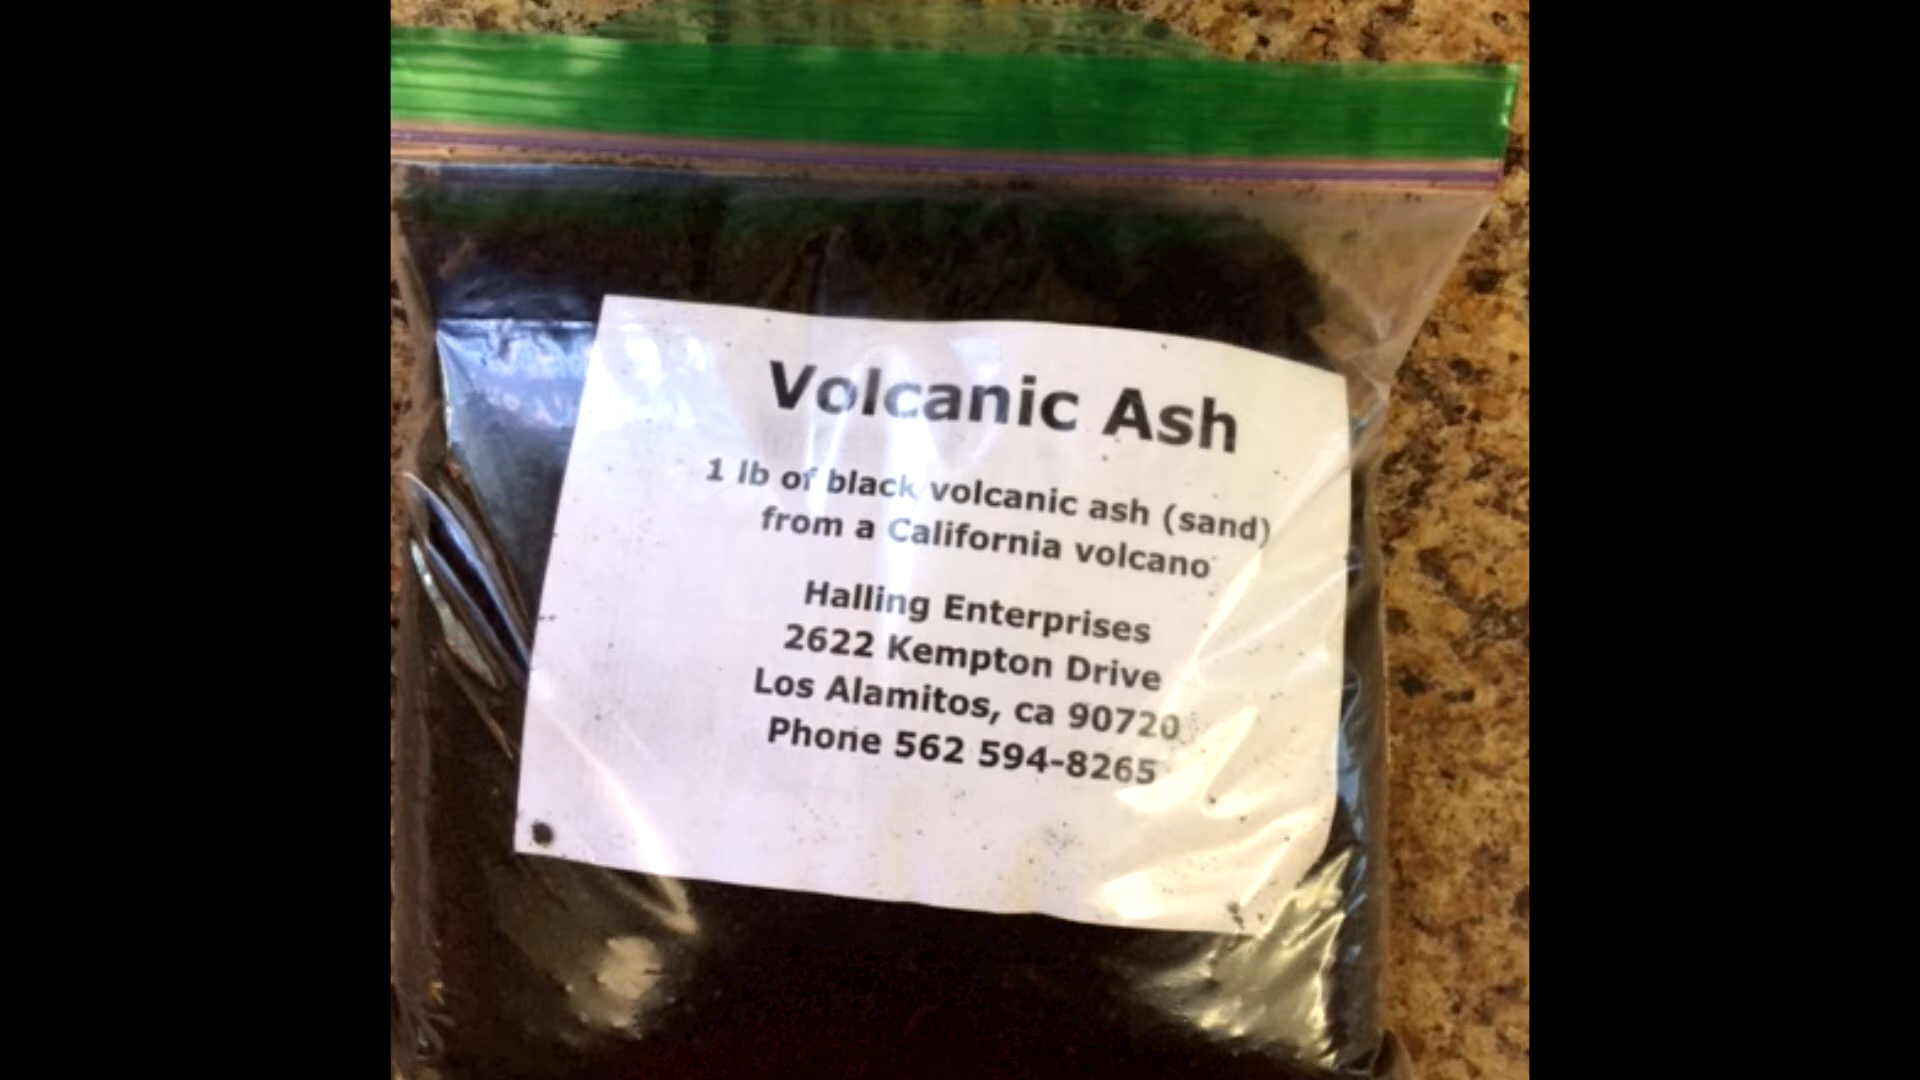 Volcanic Ash
1 lb of black volcanic ash (sand)
from a California volcano
Halling Enterprises
2622 Kempton Drive
Los Alamitos, ca 90720
Phone 562 594-8265